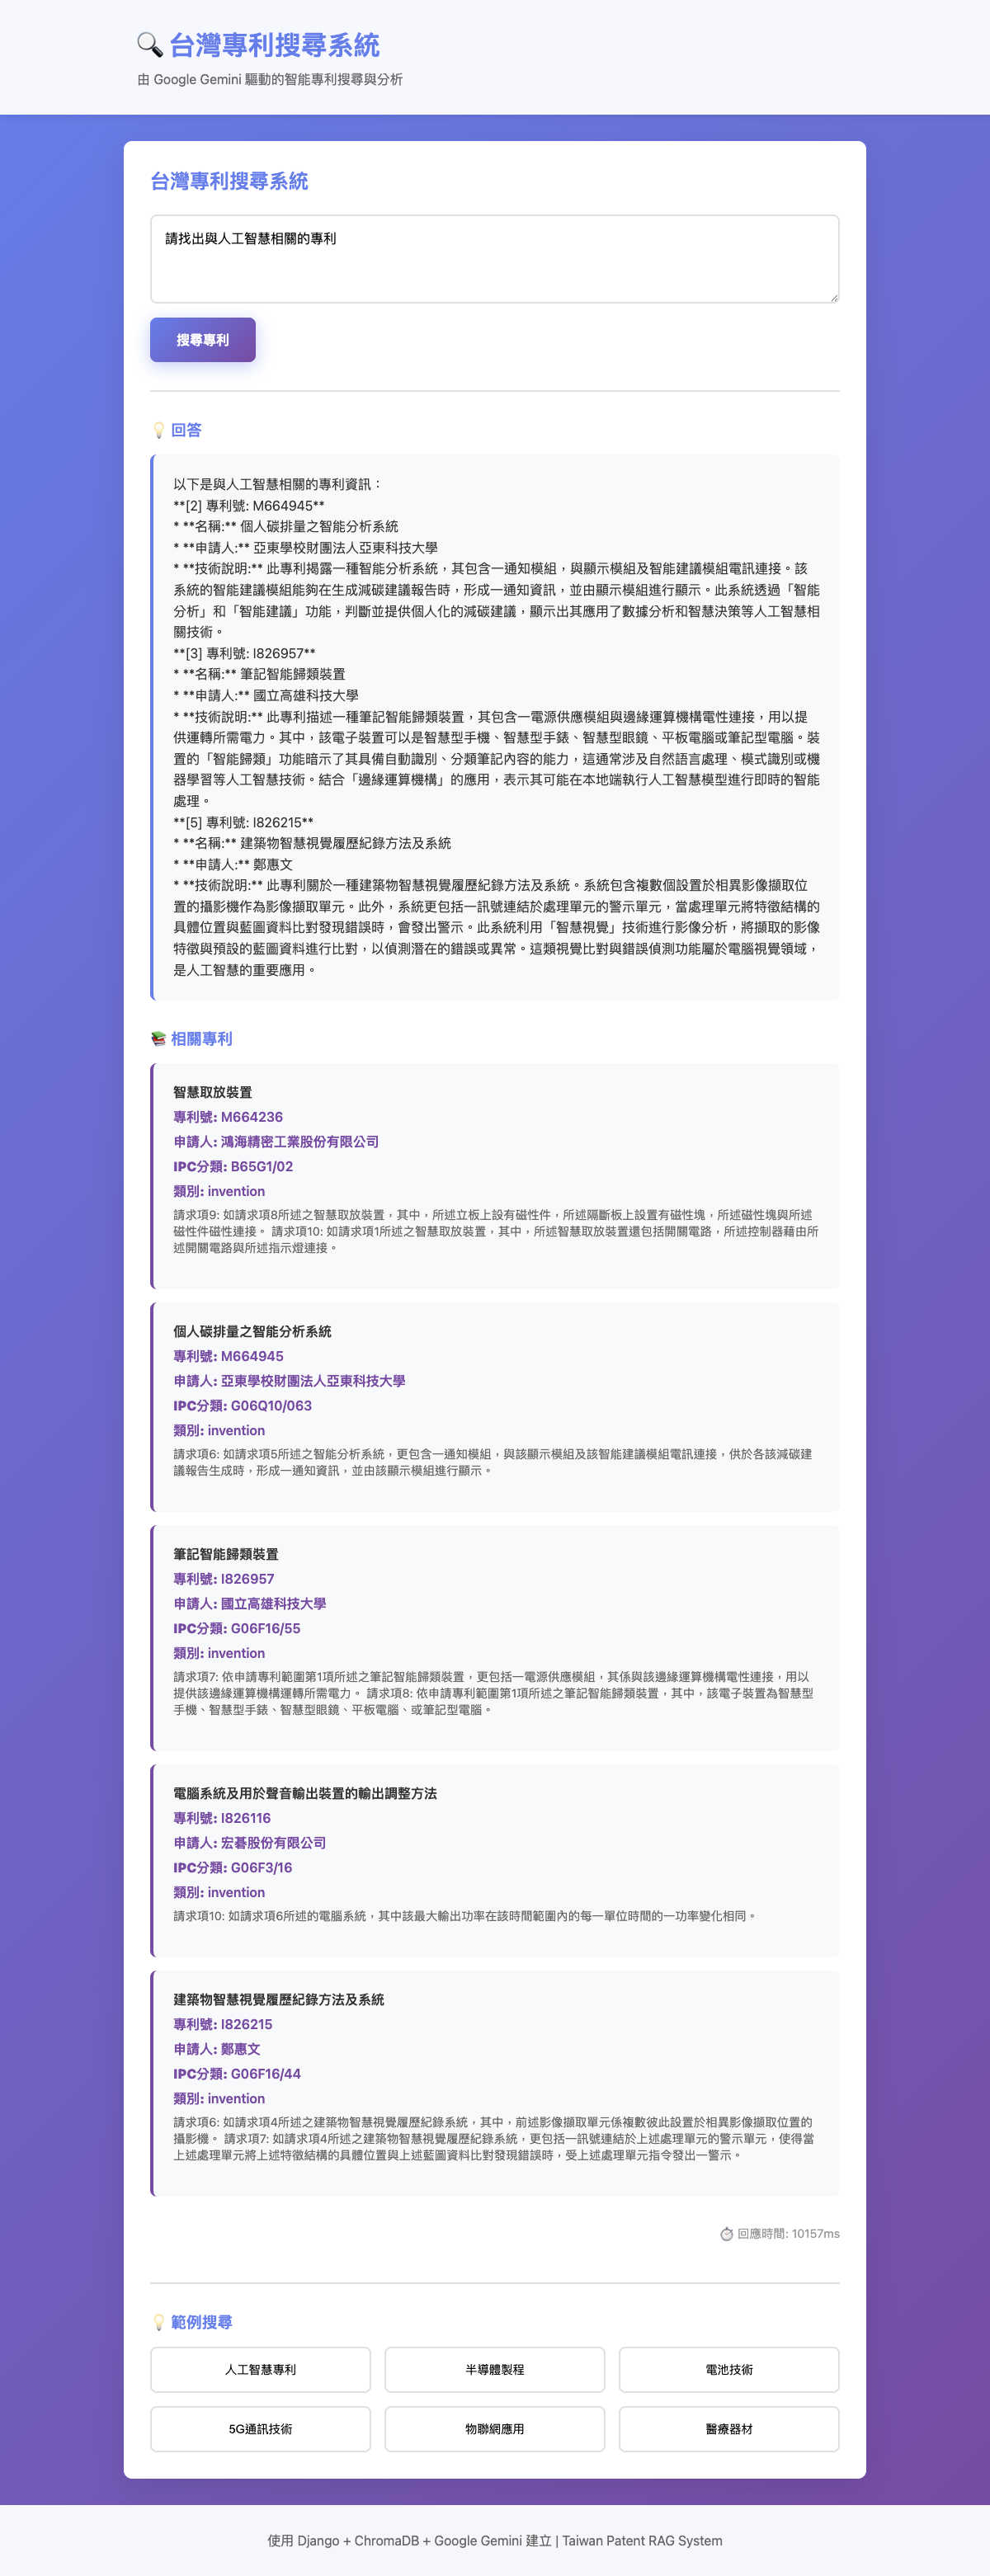 🔍 台灣專利搜尋系統
由 Google Gemini 驅動的智能專利搜尋與分析
台灣專利搜尋系統
請找出與人工智慧相關的專利
搜尋專利
💡 回答
以下是與人工智慧相關的專利資訊：
**[2] 專利號: M664945**
* **名稱:** 個人碳排量之智能分析系統
* **申請人:** 亞東學校財團法人亞東科技大學
* **技術說明:** 此專利揭露一種智能分析系統，其包含一通知模組，與顯示模組及智能建議模組電訊連接。該
系統的智能建議模組能夠在生成減碳建議報告時，形成一通知資訊，並由顯示模組進行顯示。此系統透過「智能
分析」和「智能建議」功能，判斷並提供個人化的減碳建議，顯示出其應用了數據分析和智慧決策等人工智慧相
關技術。
**[3] 專利號: I826957**
* **名稱:** 筆記智能歸類裝置
* **申請人:** 國立高雄科技大學
* **技術說明:** 此專利描述一種筆記智能歸類裝置，其包含一電源供應模組與邊緣運算機構電性連接，用以提
供運轉所需電力。其中，該電子裝置可以是智慧型手機、智慧型手錶、智慧型眼鏡、平板電腦或筆記型電腦。裝
置的「智能歸類」功能暗示了其具備自動識別、分類筆記內容的能力，這通常涉及自然語言處理、模式識別或機
器學習等人工智慧技術。結合「邊緣運算機構」的應用，表示其可能在本地端執行人工智慧模型進行即時的智能
處理。
**[5] 專利號: I826215**
* **名稱:** 建築物智慧視覺履歷紀錄方法及系統
* **申請人:** 鄭惠文
* **技術說明:** 此專利關於一種建築物智慧視覺履歷紀錄方法及系統。系統包含複數個設置於相異影像擷取位
置的攝影機作為影像擷取單元。此外，系統更包括一訊號連結於處理單元的警示單元，當處理單元將特徵結構的
具體位置與藍圖資料比對發現錯誤時，會發出警示。此系統利用「智慧視覺」技術進行影像分析，將擷取的影像
特徵與預設的藍圖資料進行比對，以偵測潛在的錯誤或異常。這類視覺比對與錯誤偵測功能屬於電腦視覺領域，
是人工智慧的重要應用。
📚 相關專利
智慧取放裝置
專利號: M664236
申請人: 鴻海精密工業股份有限公司
IPC分類: B65G1/02
類別: invention
請求項9: 如請求項8所述之智慧取放裝置，其中，所述立板上設有磁性件，所述隔斷板上設置有磁性塊，所述磁性塊與所述
磁性件磁性連接。 請求項10: 如請求項1所述之智慧取放裝置，其中，所述智慧取放裝置還包括開關電路，所述控制器藉由所
述開關電路與所述指示燈連接。
個人碳排量之智能分析系統
專利號: M664945
申請人: 亞東學校財團法人亞東科技大學
IPC分類: G06Q10/063
類別: invention
請求項6: 如請求項5所述之智能分析系統，更包含一通知模組，與該顯示模組及該智能建議模組電訊連接，供於各該減碳建
議報告生成時，形成一通知資訊，並由該顯示模組進行顯示。
筆記智能歸類裝置
專利號: I826957
申請人: 國立高雄科技大學
IPC分類: G06F16/55
類別: invention
請求項7: 依申請專利範圍第1項所述之筆記智能歸類裝置，更包括一電源供應模組，其係與該邊緣運算機構電性連接，用以
提供該邊緣運算機構運轉所需電力。 請求項8: 依申請專利範圍第1項所述之筆記智能歸類裝置，其中，該電子裝置為智慧型
手機、智慧型手錶、智慧型眼鏡、平板電腦、或筆記型電腦。
電腦系統及用於聲音輸出裝置的輸出調整方法
專利號: I826116
申請人: 宏碁股份有限公司
IPC分類: G06F3/16
類別: invention
請求項10: 如請求項6所述的電腦系統，其中該最大輸出功率在該時間範圍內的每一單位時間的一功率變化相同。
建築物智慧視覺履歷紀錄方法及系統
專利號: I826215
申請人: 鄭惠文
IPC分類: G06F16/44
類別: invention
請求項6: 如請求項4所述之建築物智慧視覺履歷紀錄系統，其中，前述影像擷取單元係複數彼此設置於相異影像擷取位置的
攝影機。 請求項7: 如請求項4所述之建築物智慧視覺履歷紀錄系統，更包括一訊號連結於上述處理單元的警示單元，使得當
上述處理單元將上述特徵結構的具體位置與上述藍圖資料比對發現錯誤時，受上述處理單元指令發出一警示。
⏱️ 回應時間: 10157ms
💡 範例搜尋
人工智慧專利
半導體製程
電池技術
5G通訊技術
物聯網應用
醫療器材
使用 Django + ChromaDB + Google Gemini 建立 | Taiwan Patent RAG System